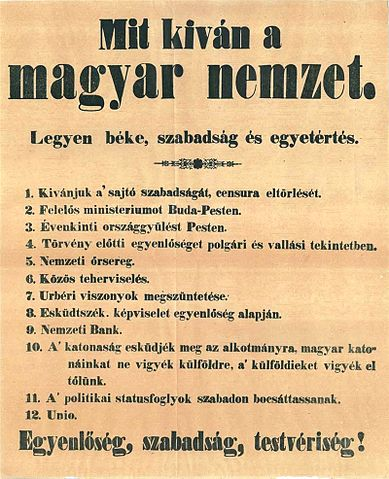 Mit kiván a
magyar nemzet.
Legyen béke, szabadság és egyetértés.
1. Kivánjuk a' sajtó szabadságát, censura eltörlését.
2. Felelős ministeriumot Buda-Pesten.
3. Évenkinti országgyülést Pesten.
4. Törvény előtti egyenlőséget polgári és vallási tekintetben.
5. Nemzeti őrsereg.
6. Közös teherviselés.
7. Urbéri viszonyok megszüntetése.
8. Esküdtszék. képviselet egyenlőség alapján.
9. Nemzeti Bank.
10. A' katonaság esküdjék meg az alkotmányra, magyar kato-
náinkat ne vigyék külföldre, a' külföldieket vigyék el
tőlünk.
11. A' politikai statusfoglyok szabadon bocsáttassanak.
12. Unio.
Egyenlőség, szabadság, testvériség!